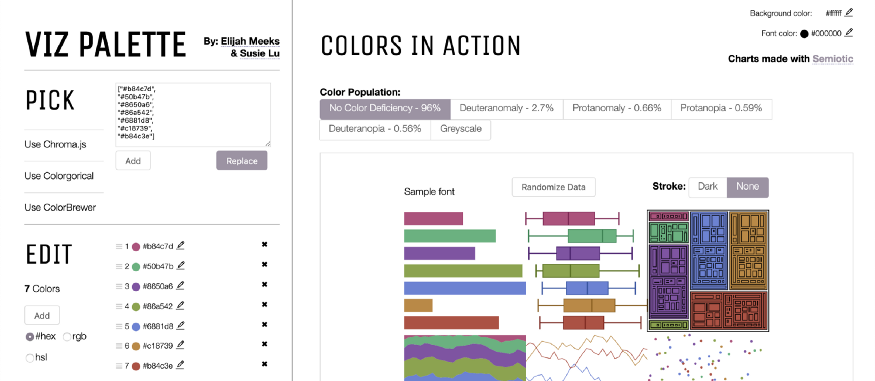 VIZ PALETTE
By: Elijah Meeks
& Susie Lu
PICK
["#b84c7d",
"#50b47b",
"#8650a6",
"#86a542",
"#6881d8",
"#c18739",
"#b84c3e"]
Use Chroma.js
Add
Replace
Use Colorgorical
Use ColorBrewer
EDIT
7 Colors
Add
#hex
rgb
hsl
1 #b84c7d
2 #50b47b
3 #8650a6
4 #86a542
5 #6881d8
6 #c18739
7 #b84c3e
Background color: #ffffff
Font color: #000000
Charts made with Semiotic
COLORS IN ACTION
Color Population:
No Color Deficiency - 96%
Deuteranomaly - 2.7%
Protanomaly - 0.66%
Protanopia - 0.59%
Deuteranopia - 0.56%
Greyscale
Sample font
Randomize Data
Stroke:
Dark
None